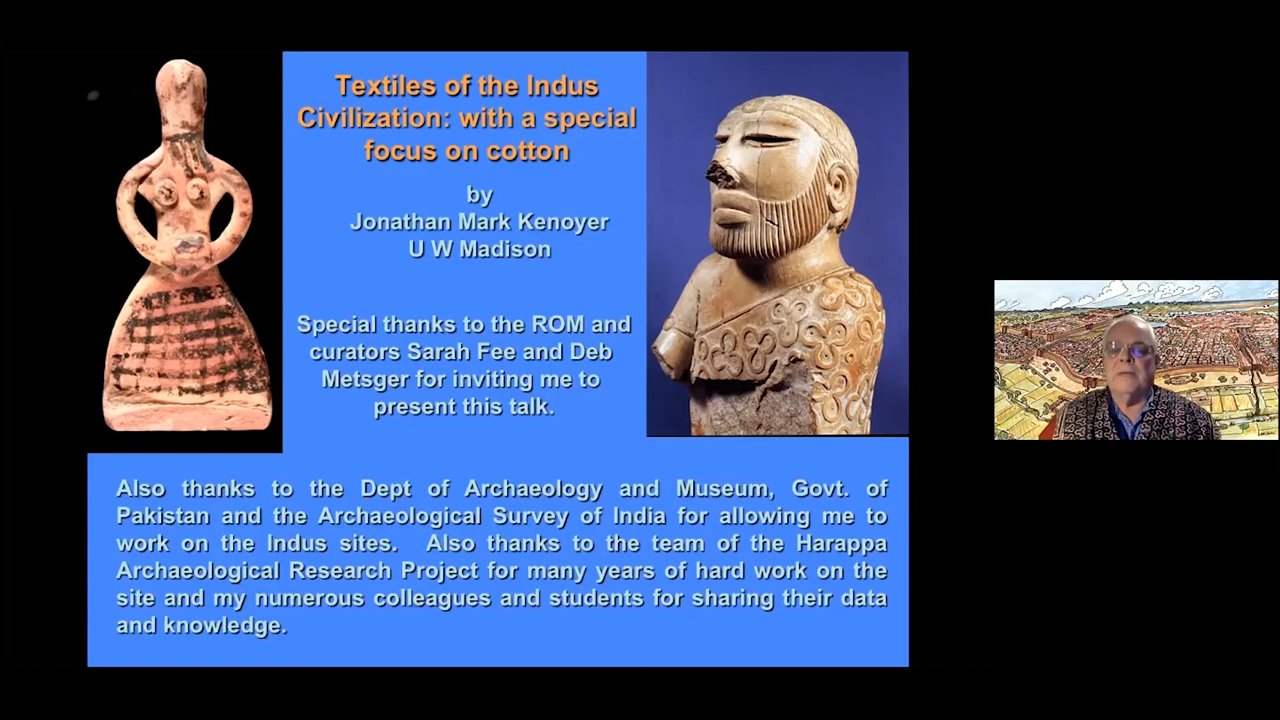 Textiles of the Indus
Civilization: with a special
focus on cotton
by
Jonathan Mark Kenoyer
U W Madison
Special thanks to the ROM and
curators Sarah Fee and Deb
Metsger for inviting me to
present this talk.
Also thanks to the Dept of Archaeology and Museum, Govt. of
Pakistan and the Archaeological Survey of India for allowing me to
work on the Indus sites. Also thanks to the team of the Harappa
Archaeological Research Project for many years of hard work on the
site and my numerous colleagues and students for sharing their data
and knowledge.